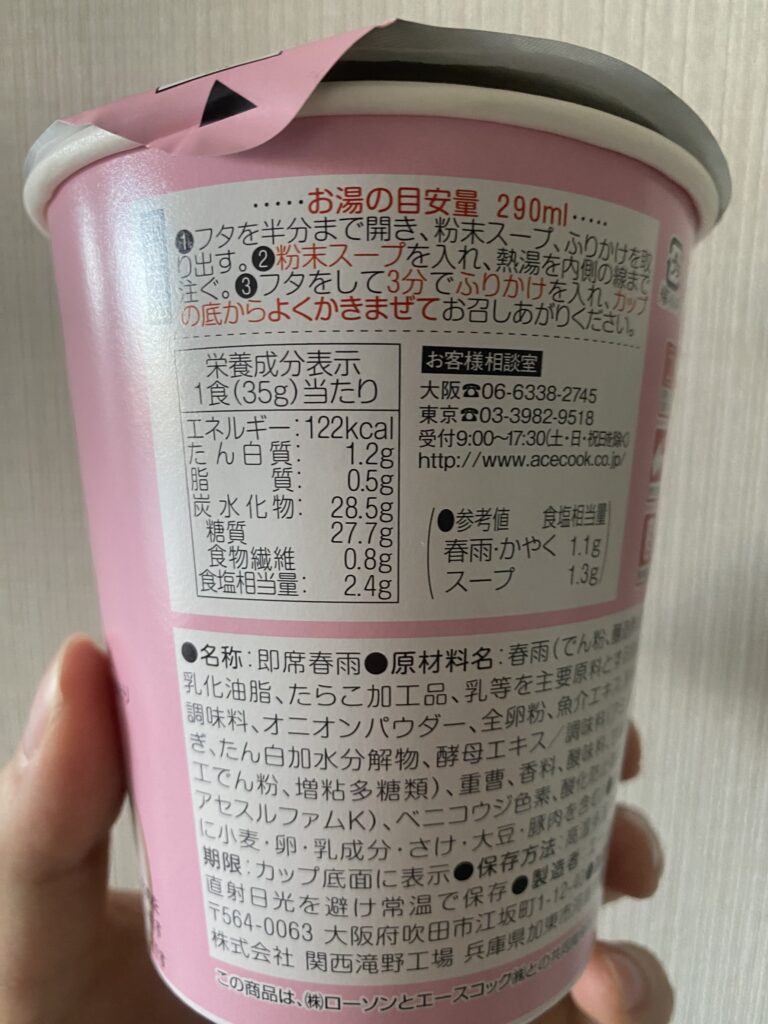 ‥‥‥お湯の目安量 290ml‥‥‥
❶フタを半分まで開き、粉末スープ、ふりかけを取
り出す。❷粉末スープを入れ、熱湯を内側の線まで
注ぐ。❸フタをして3分でふりかけを入れ、カップ
の底からよくかきまぜてお召しあがりください。
栄養成分表示
1食(35g)当たり
エネルギー:122kcal
たん白質: 1.2g
脂 質: 0.5g
炭水化物: 28.5g
糖質 27.7g
食物繊維 0.8g
食塩相当量: 2.4g
お客様相談室
大阪☎06-6338-2745
東京☎03-3982-9518
受付9:00~17:30(土・日・祝日を除く)
http://www.acecook.co.jp/
●参考値 食塩相当量
春雨・かやく 1.1g
スープ 1.3g
●名称:即席春雨●原材料名:春雨(でん粉、
乳化油脂、たらこ加工品、乳等を主要原料とする
調味料、オニオンパウダー、全卵粉、魚介エキス
ぎ、たん白加水分解物、酵母エキス/調味料
工でん粉、増粘多糖類)、重曹、香料、酸味料、
アセスルファムK)、ベニコウジ色素、酸化防
に小麦・卵・乳成分・さけ・大豆・豚肉を含む
期限:カップ底面に表示●保存方法:高温
直射日光を避け常温で保存●製造者:
〒564-0063 大阪府吹田市江坂町1-12-40
株式会社 関西滝野工場 兵庫県加東市
この商品は、㈱ローソンとエースコック㈱との共同